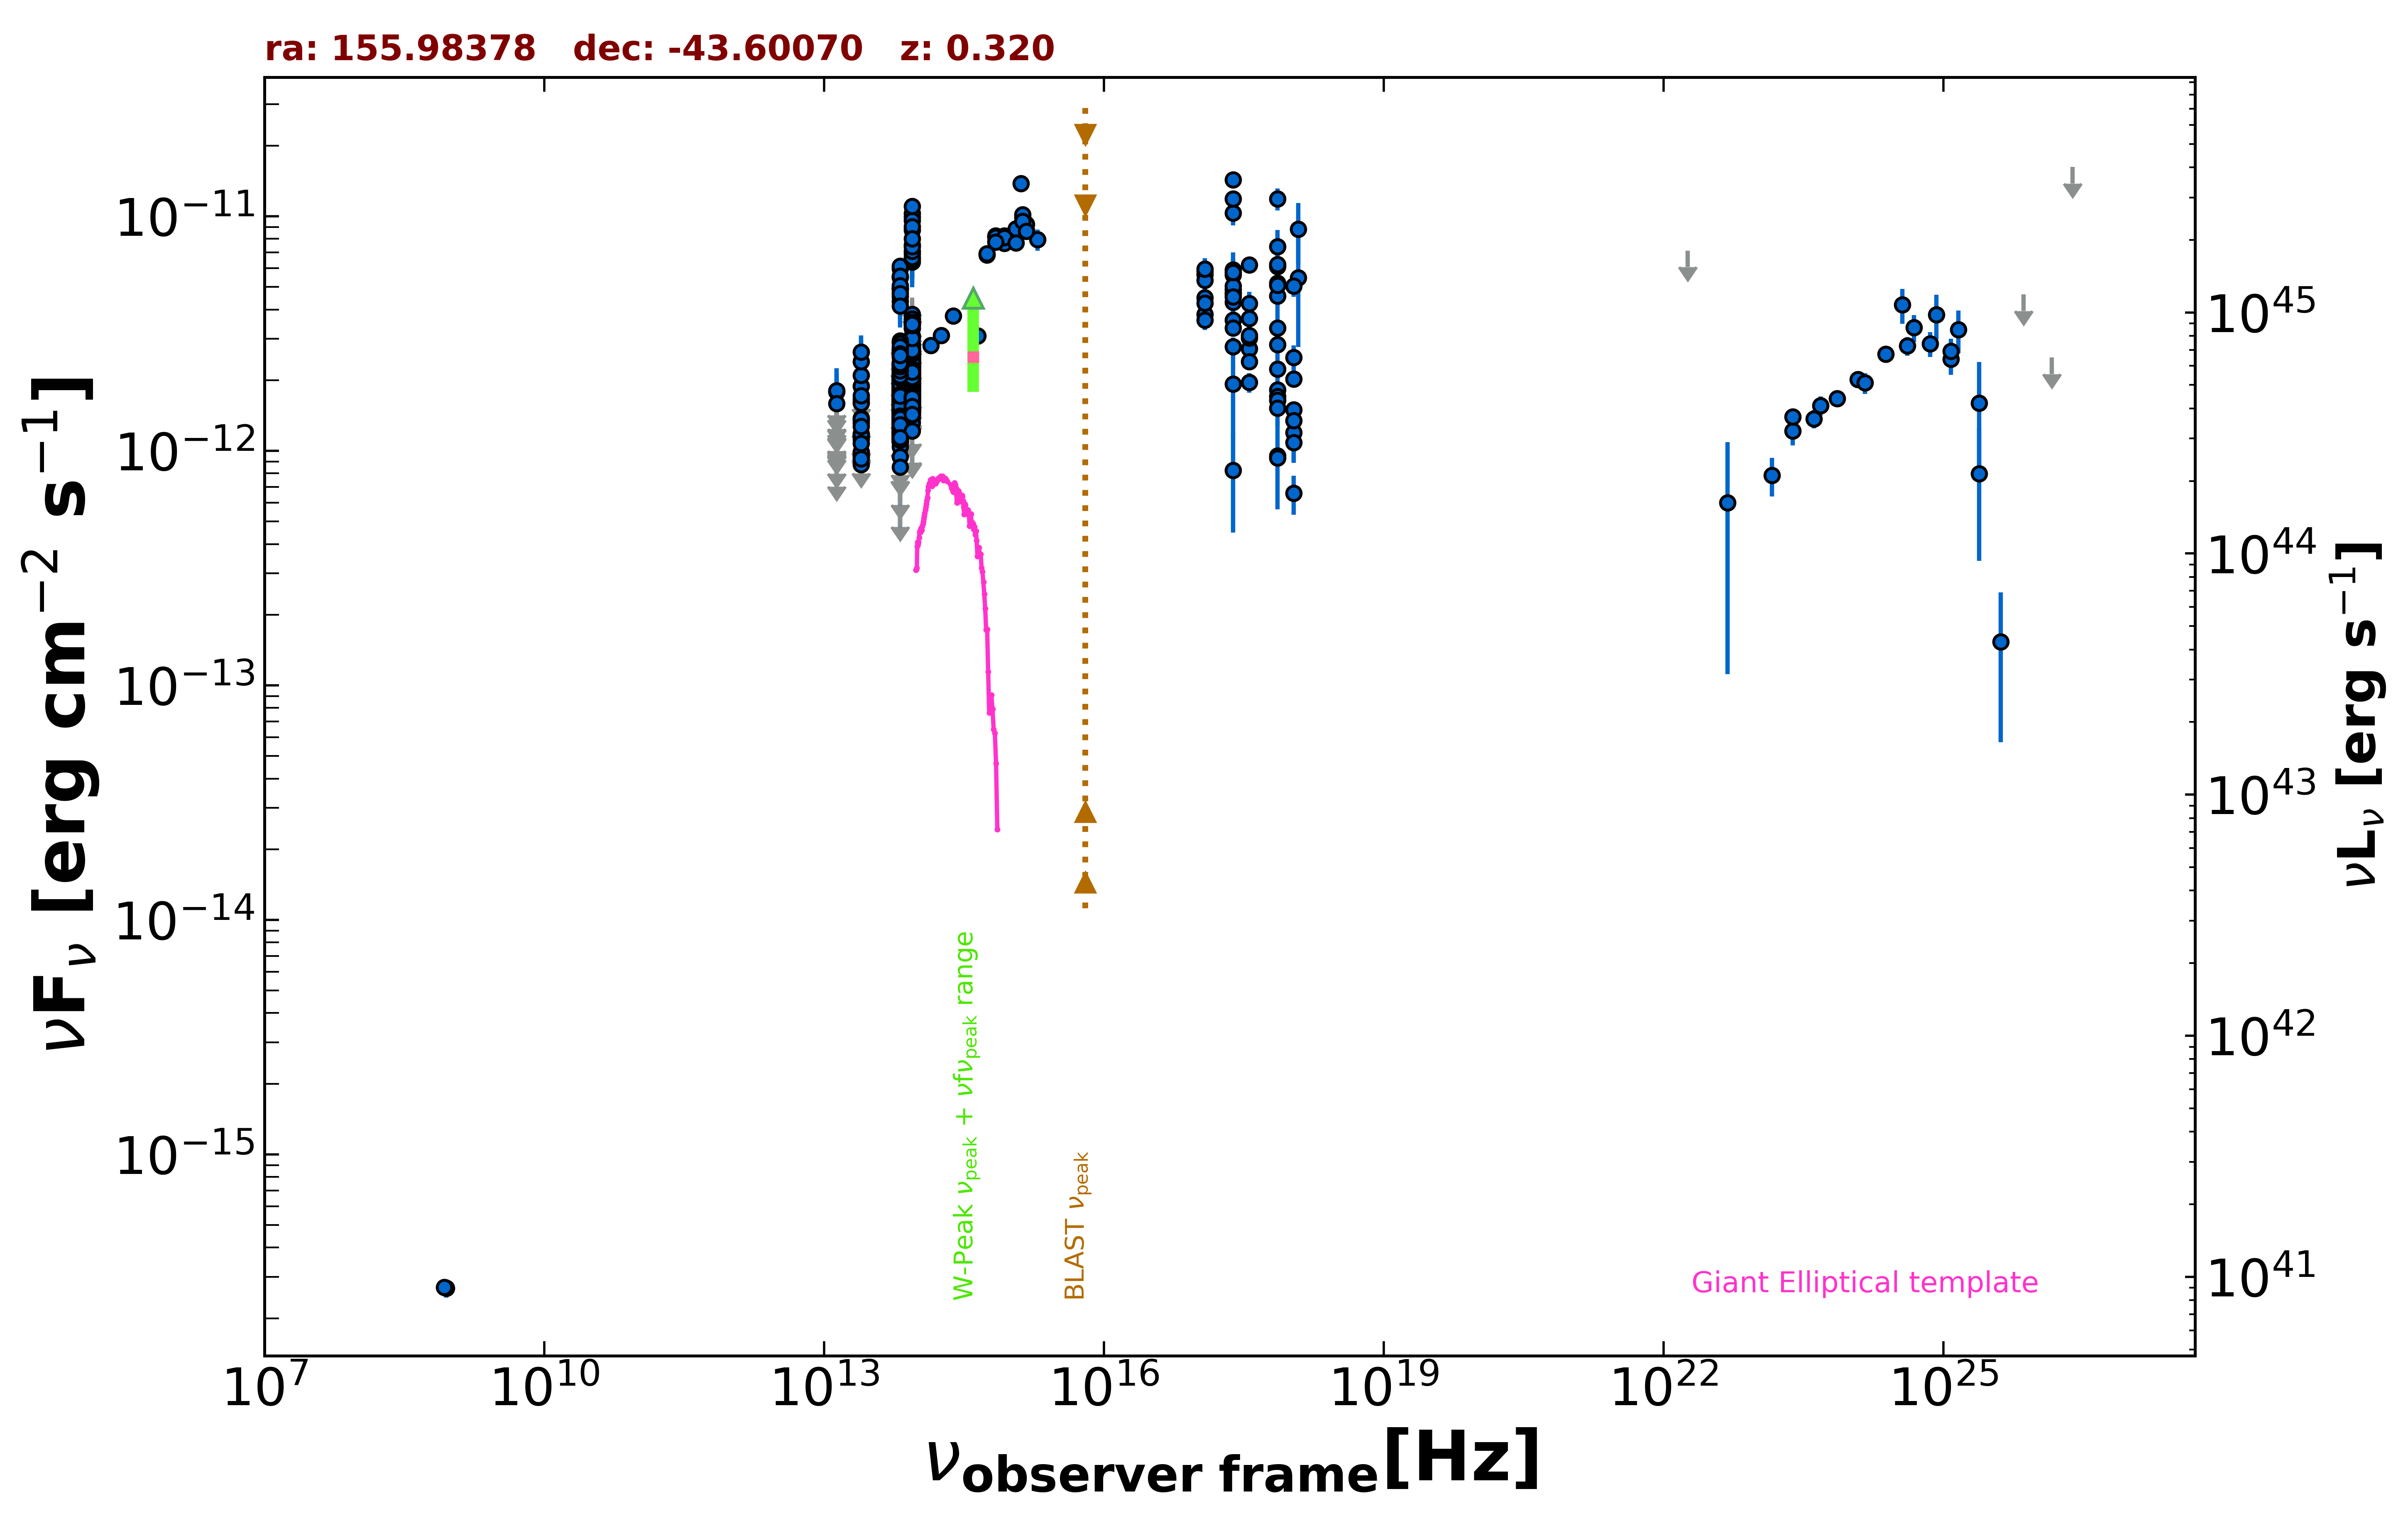 ra: 155.98378 dec: -43.60070 z: 0.320
νFν [erg cm−2 s−1]
10−11
10−12
10−13
10−14
10−15
νLν [erg s−1]
1045
1044
1043
1042
1041
W-Peak νpeak + νfνpeak range
BLAST νpeak
Giant Elliptical template
107 1010 1013 1016 1019 1022 1025
νobserver frame[Hz]